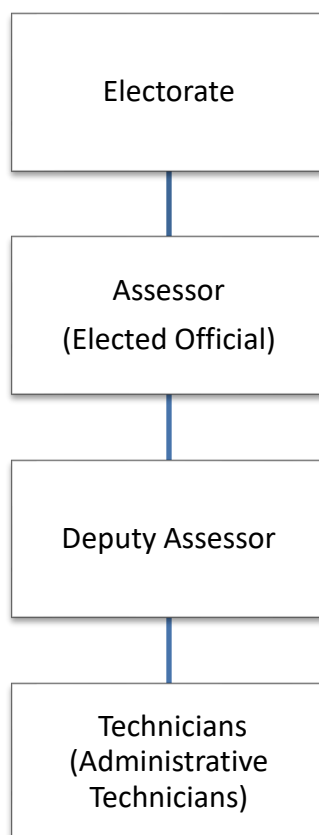 Electorate
Assessor
(Elected Official)
Deputy Assessor
Technicians
(Administrative
Technicians)